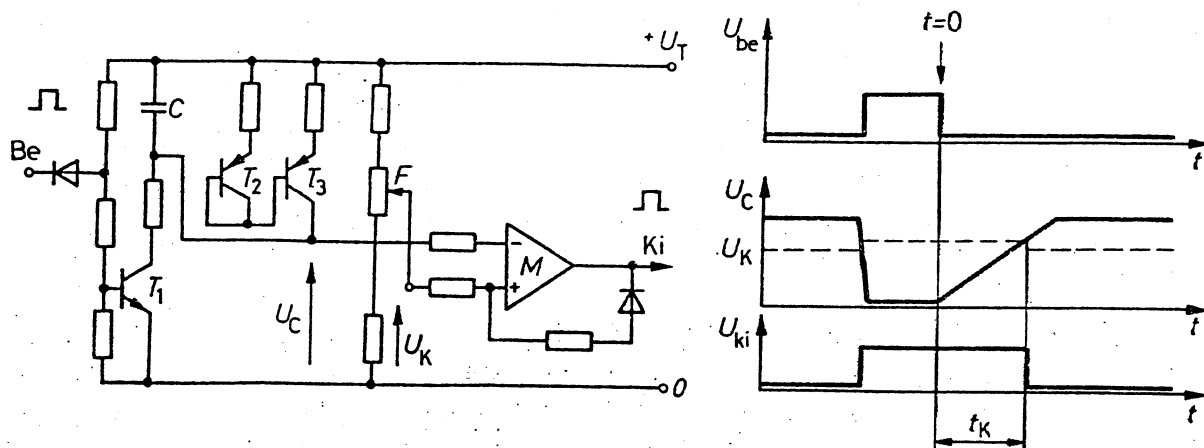 + U_T
C
Be
T_2
T_3
F
T_1
-
+
M
Ki
U_C
U_K
0
t=0
U_be
t
U_C
U_K
t
U_ki
t
t_K